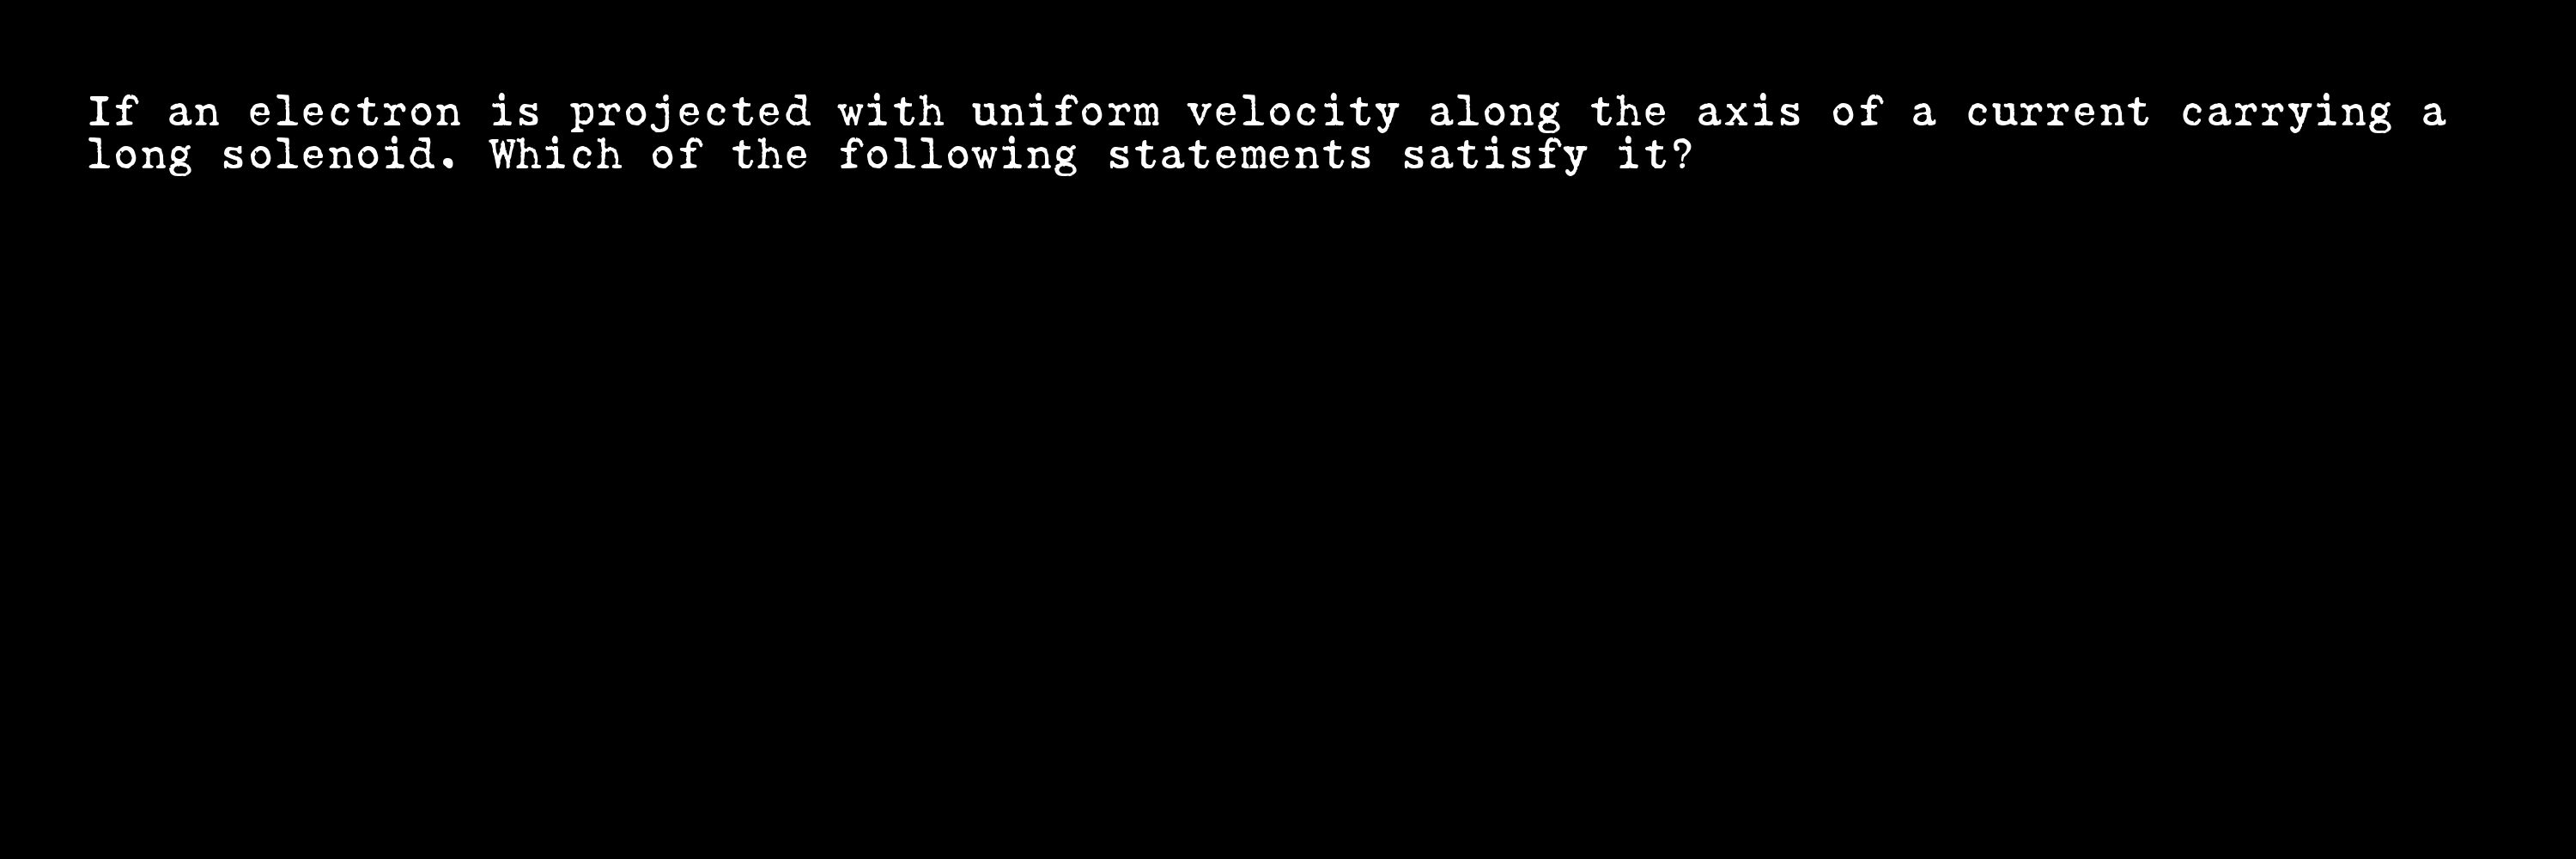 If an electron is projected with uniform velocity along the axis of a current carrying a
long solenoid. Which of the following statements satisfy it?